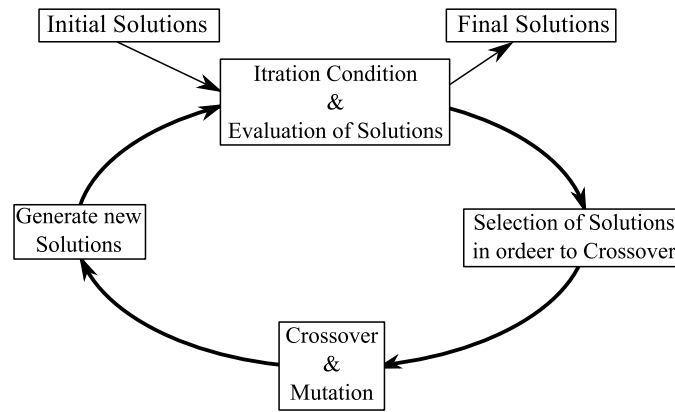 Initial Solutions
Final Solutions
Itration Condition
&
Evaluation of Solutions
Generate new
Solutions
Selection of Solutions
in ordeer to Crossover
Crossover
&
Mutation